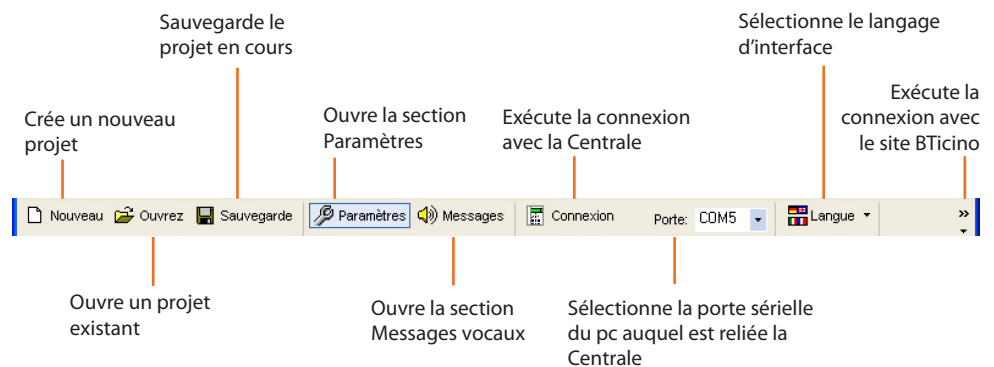 Sauvegarde le
projet en cours
Sélectionne le langage
d'interface
Crée un nouveau
projet
Ouvre la section
Paramètres
Exécute la connexion
avec la Centrale
Exécute la
connexion avec
le site BTicino
Nouveau Ouvrez Sauvegarde Paramètres Messages Connexion Porte: COM5 Langue »
Ouvre un projet
existant
Ouvre la section
Messages vocaux
Sélectionne la porte sérielle
du pc auquel est reliée la
Centrale